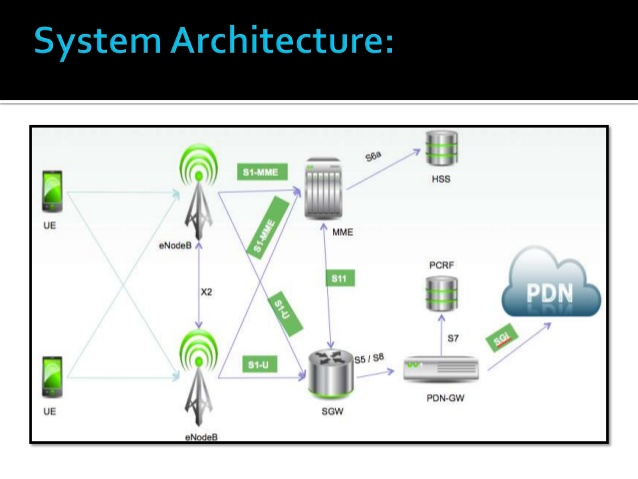 System Architecture:
S6a
HSS
S1-MME
UE
MME
eNodeB
S1-MME
PCRF
PDN
S11
X2
S1-U
S7
SGi
S1-U
S5 / S8
UE
SGW
PDN-GW
eNodeB